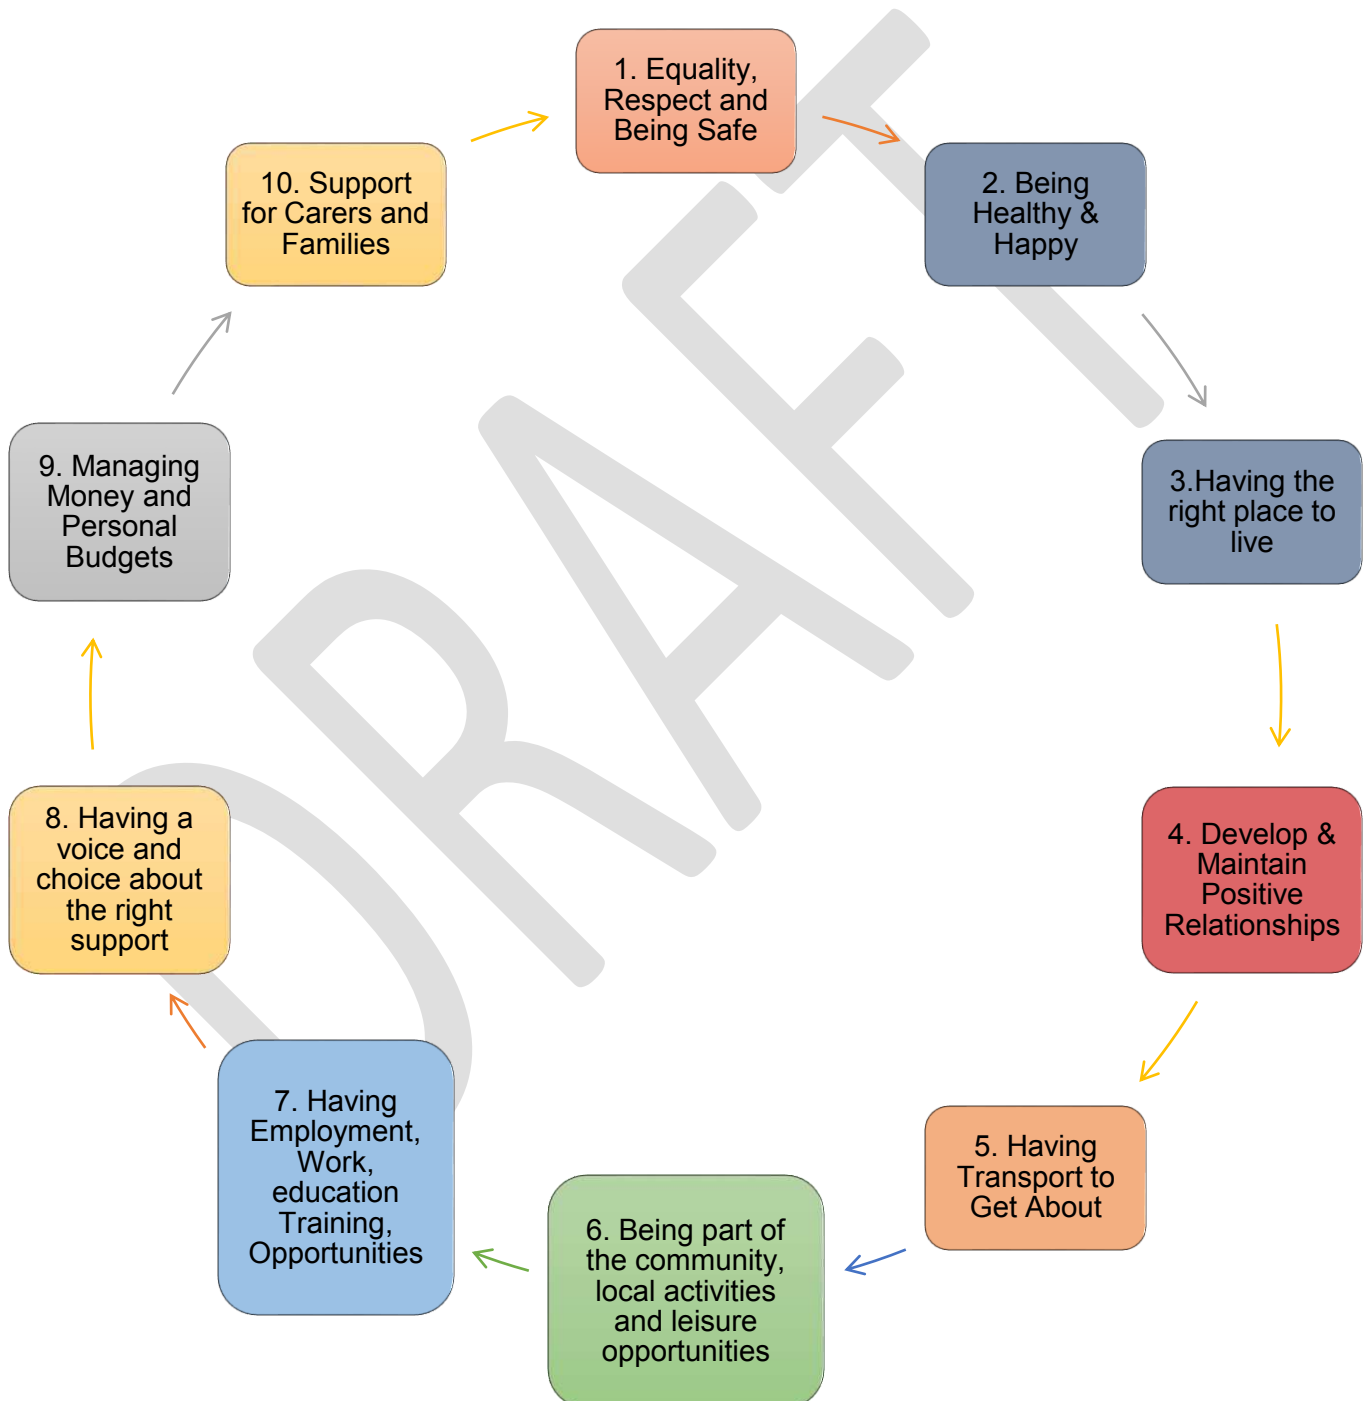 1. Equality,
Respect and
Being Safe
2. Being
Healthy &
Happy
3.Having the
right place to
live
4. Develop &
Maintain
Positive
Relationships
5. Having
Transport to
Get About
6. Being part of
the community,
local activities
and leisure
opportunities
7. Having
Employment,
Work,
education
Training,
Opportunities
8. Having a
voice and
choice about
the right
support
9. Managing
Money and
Personal
Budgets
10. Support
for Carers and
Families
DRAFT